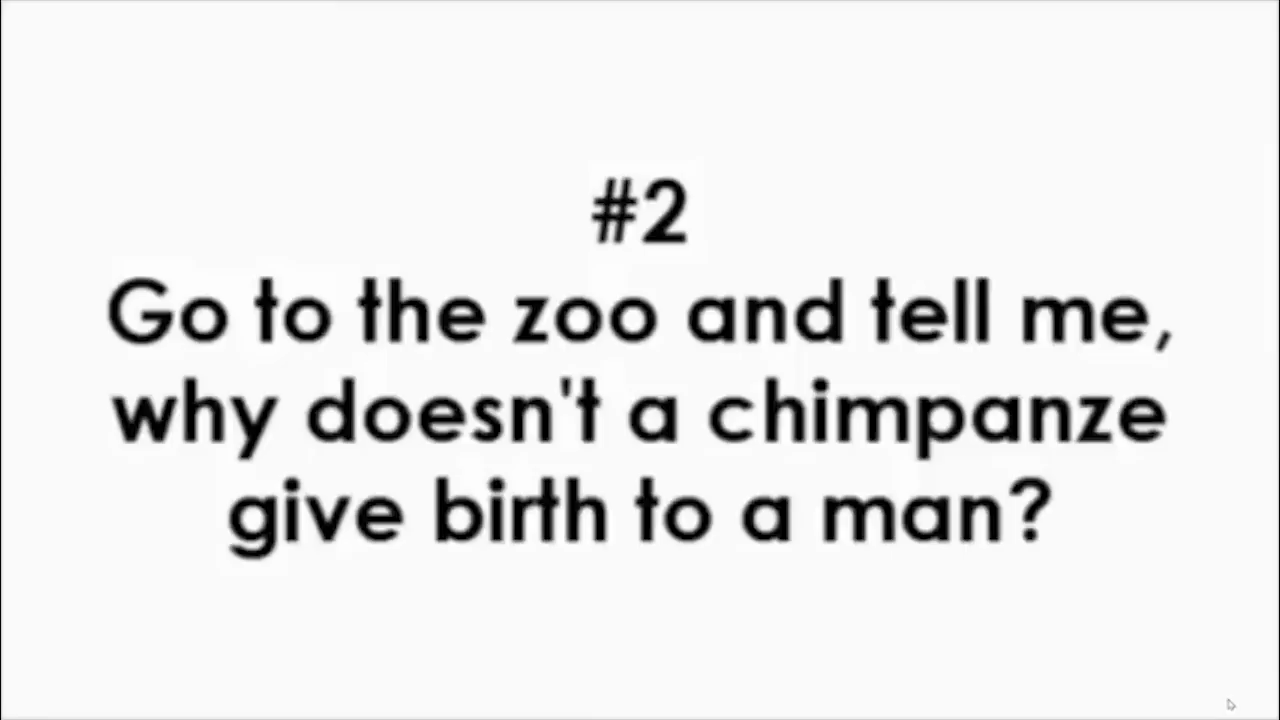 #2
Go to the zoo and tell me,
why doesn't a chimpanze
give birth to a man?